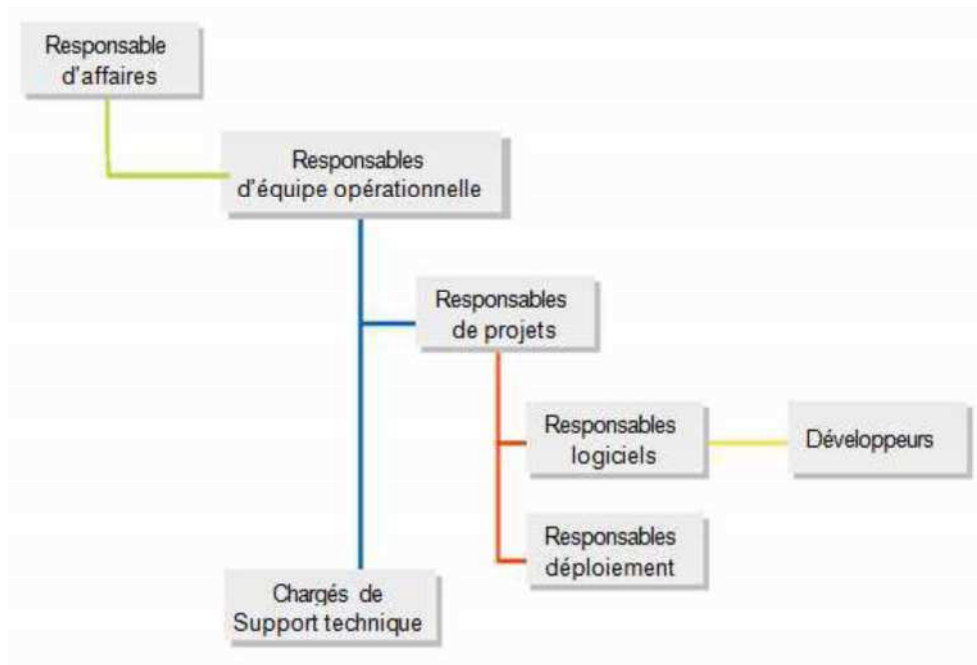 Responsable
d'affaires
Responsables
d'équipe opérationnelle
Responsables
de projets
Responsables
logiciels
Développeurs
Responsables
déploiement
Chargés de
Support technique